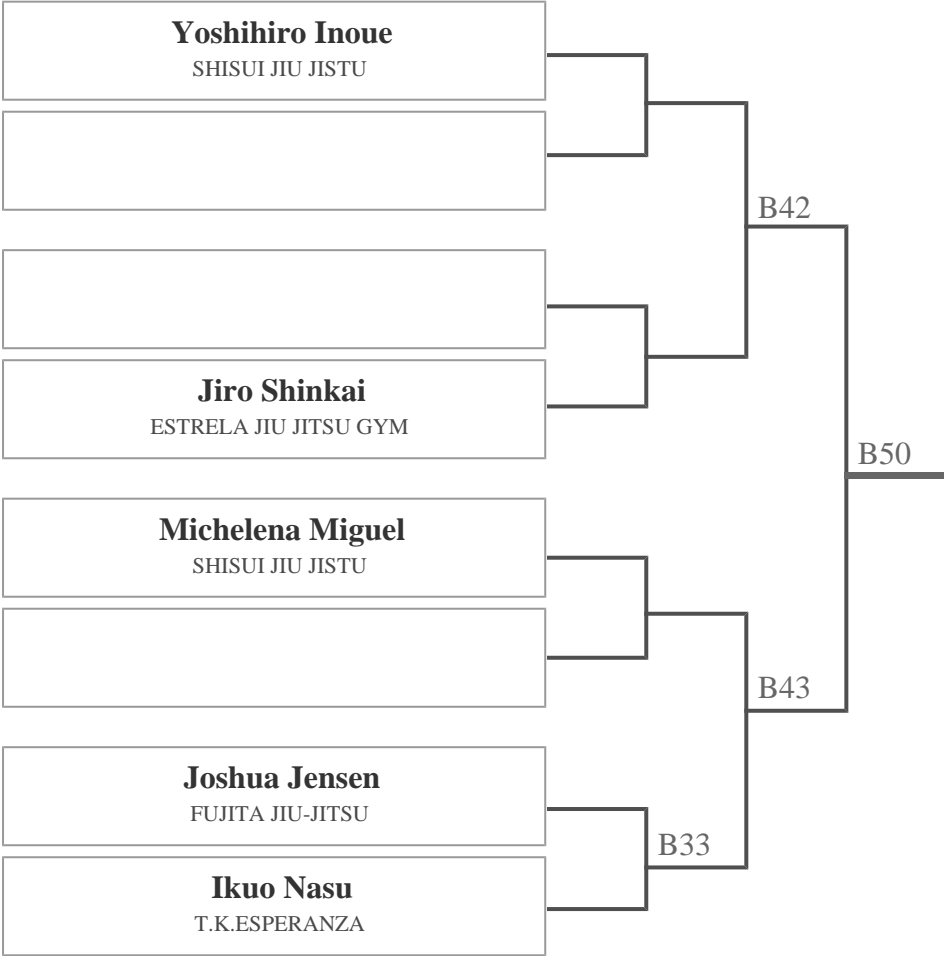 Yoshihiro Inoue
SHISUI JIU JISTU
B42
Jiro Shinkai
ESTRELA JIU JITSU GYM
B50
Michelena Miguel
SHISUI JIU JISTU
B43
Joshua Jensen
FUJITA JIU-JITSU
B33
Ikuo Nasu
T.K.ESPERANZA